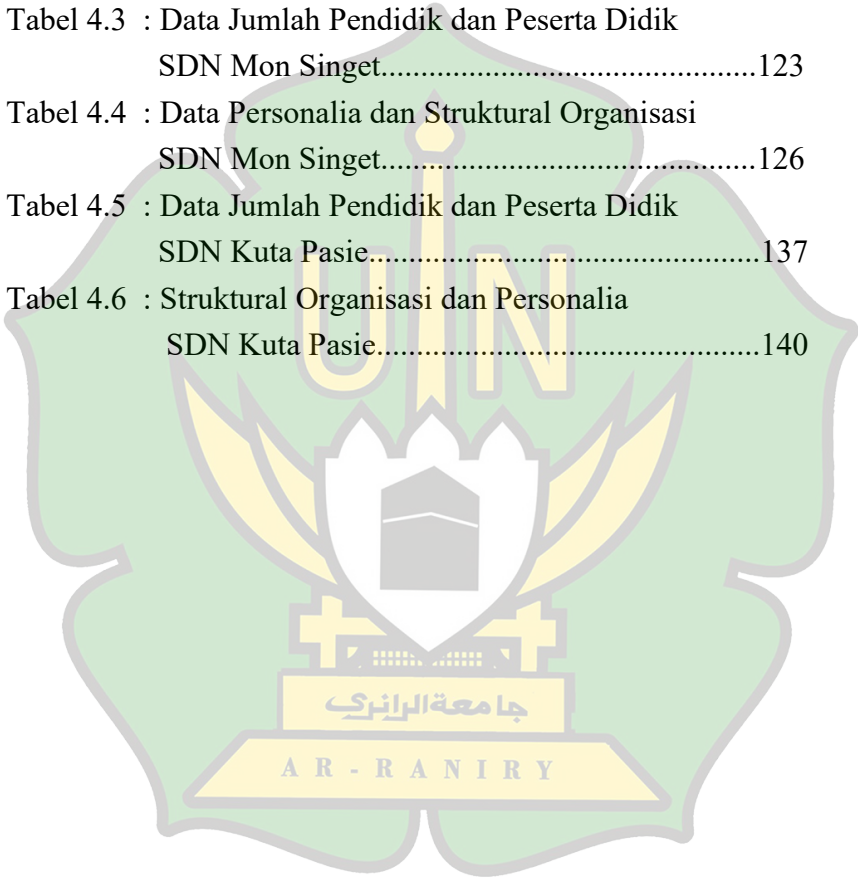 Tabel 4.3 : Data Jumlah Pendidik dan Peserta Didik
SDN Mon Singet................................................123
Tabel 4.4 : Data Personalia dan Struktural Organisasi
SDN Mon Singet................................................126
Tabel 4.5 : Data Jumlah Pendidik dan Peserta Didik
SDN Kuta Pasie..................................................137
Tabel 4.6 : Struktural Organisasi dan Personalia
SDN Kuta Pasie.................................................140
UIN
جامعة الرانري
AR-RANIRY